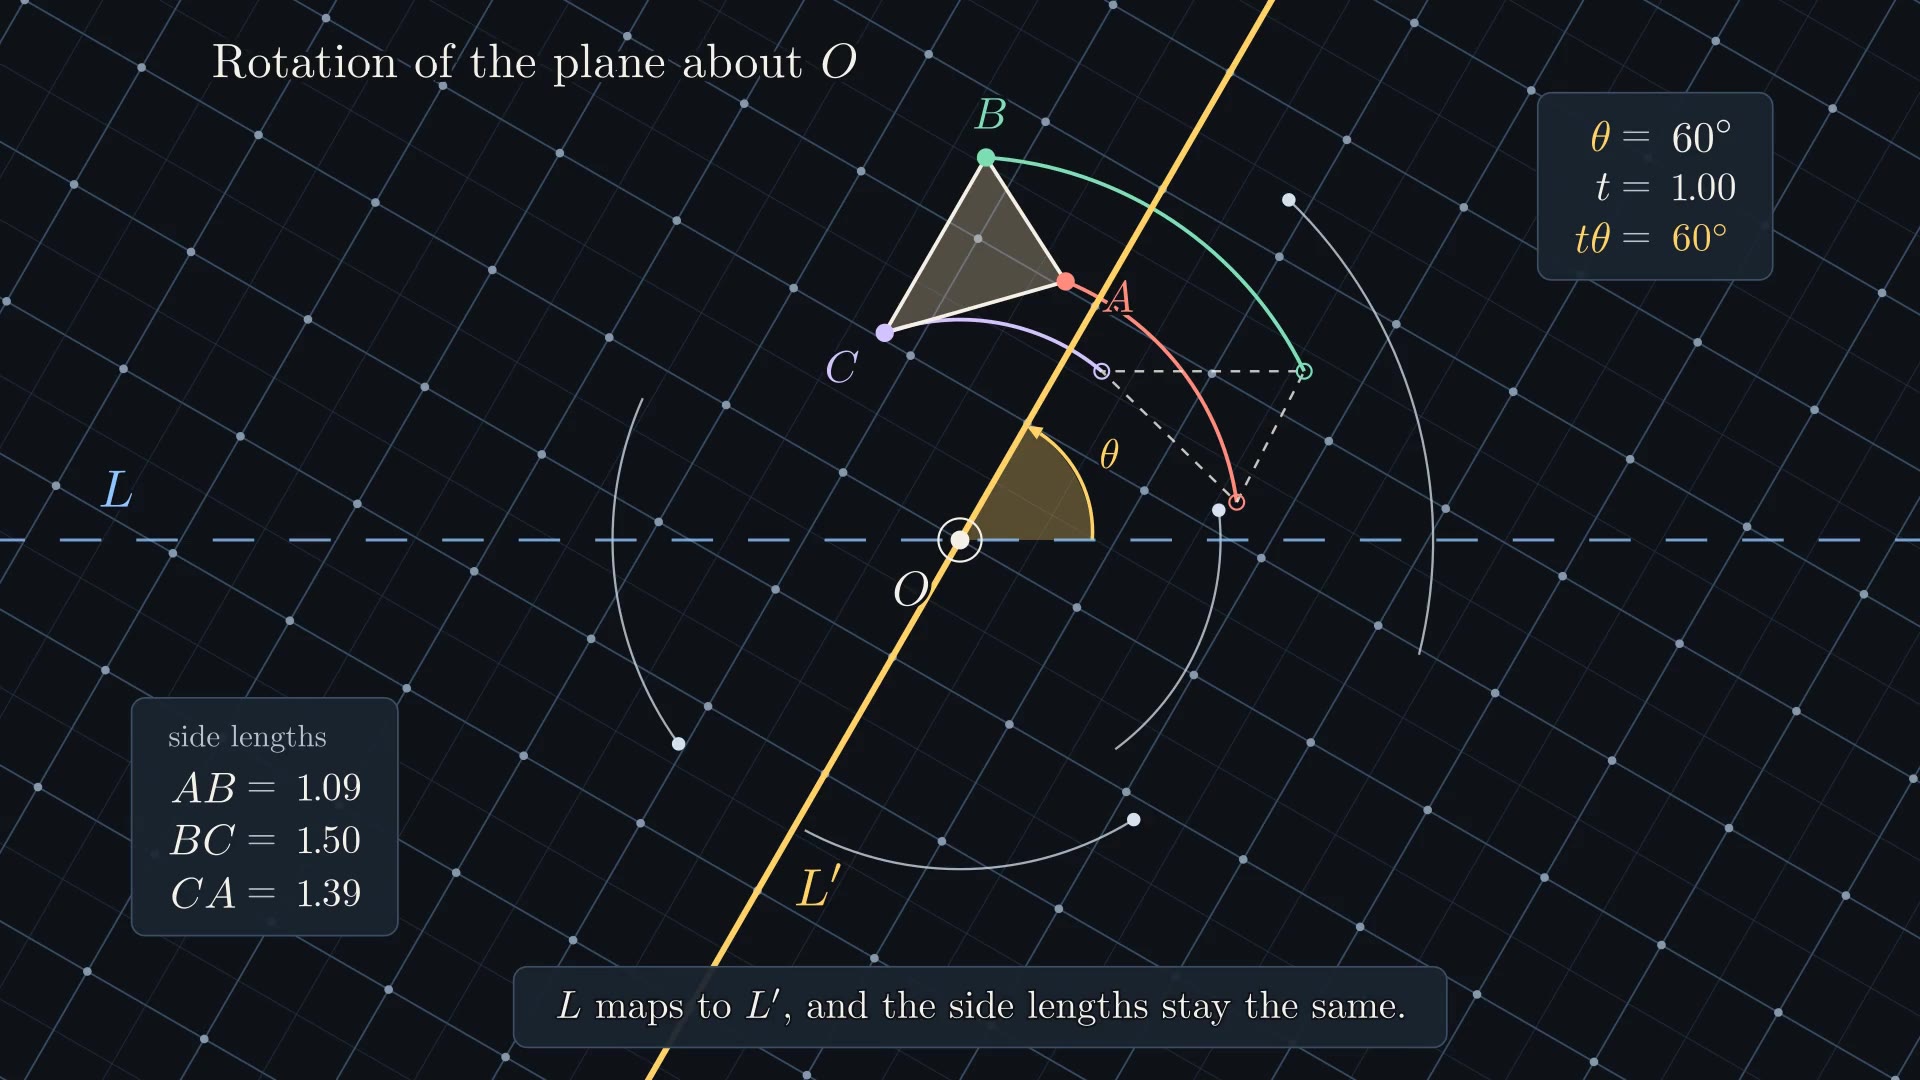 Rotation of the plane about O
θ = 60°
t = 1.00
tθ = 60°
B
A
C
θ
L
O
side lengths
AB = 1.09
BC = 1.50
CA = 1.39
L′
L maps to L′, and the side lengths stay the same.